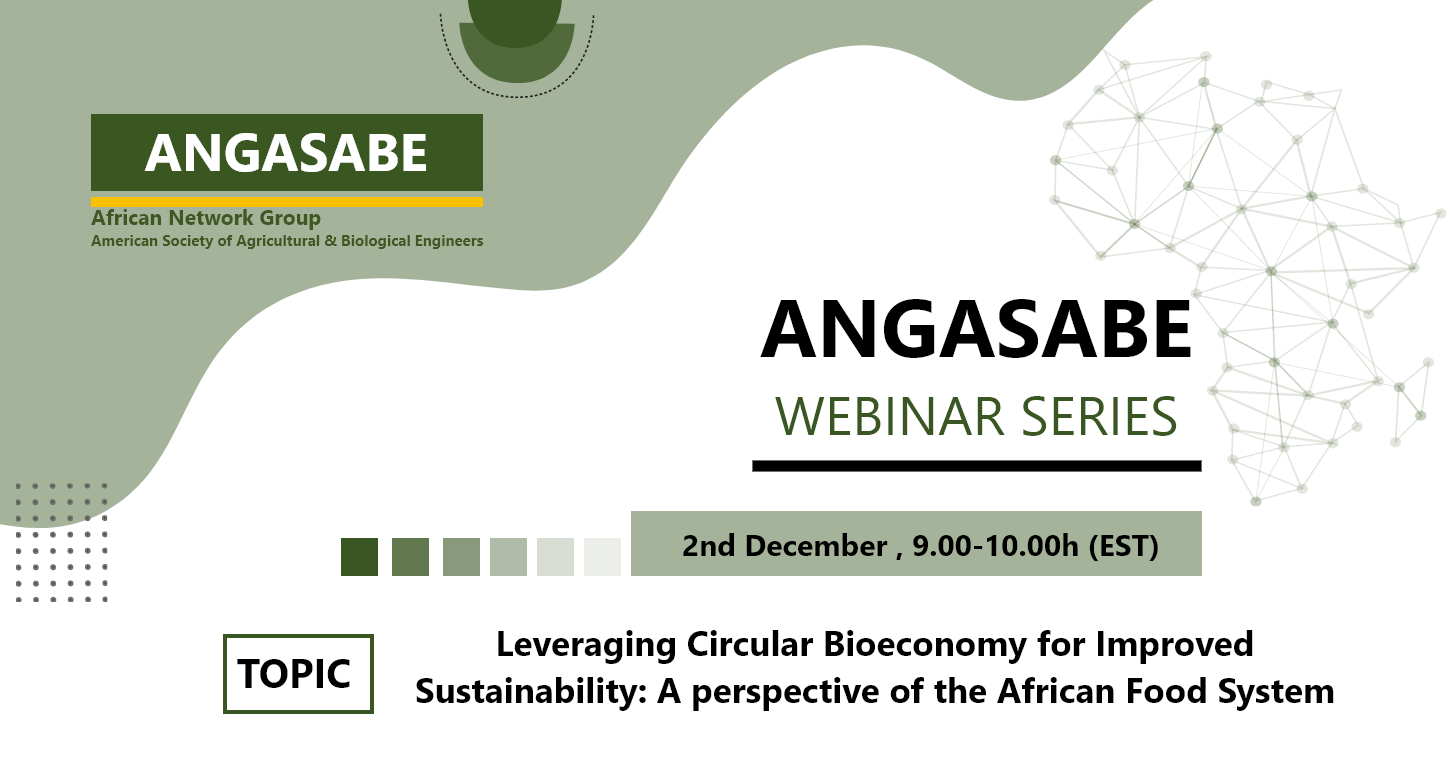 ANGASABE
African Network Group
American Society of Agricultural & Biological Engineers
ANGASABE
WEBINAR SERIES
2nd December , 9.00-10.00h (EST)
TOPIC
Leveraging Circular Bioeconomy for Improved
Sustainability: A perspective of the African Food System